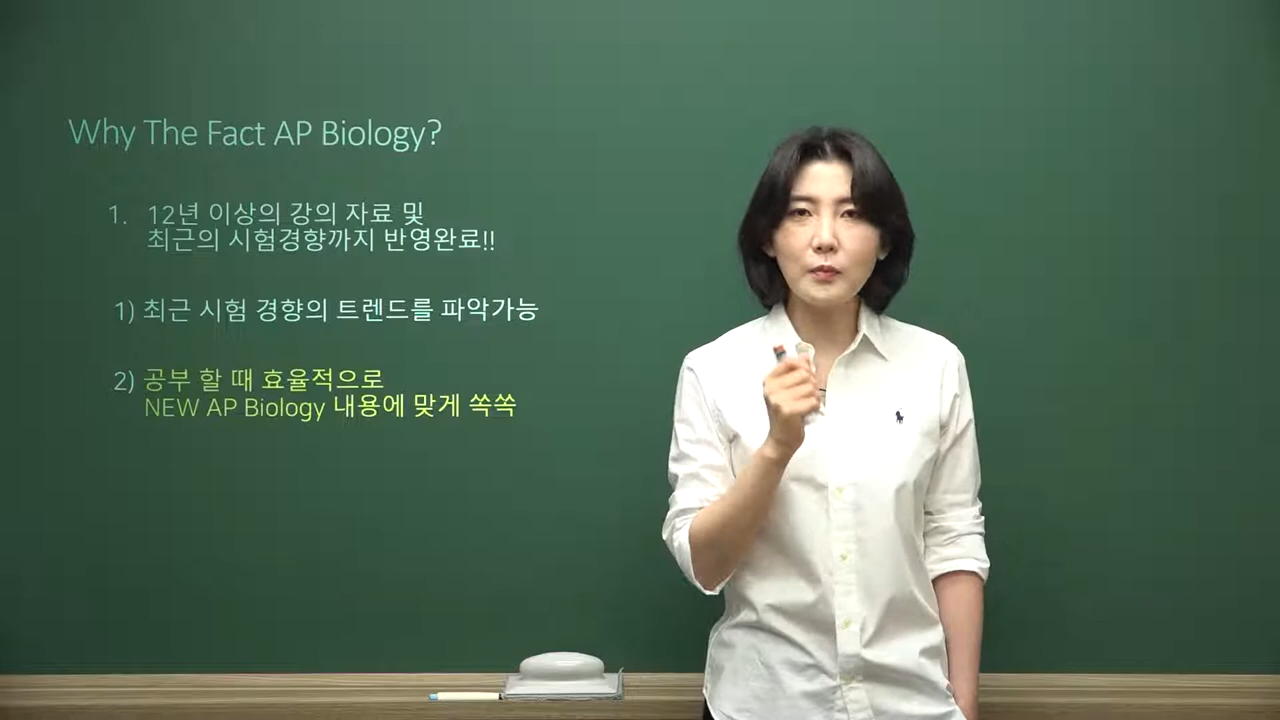 Why The Fact AP Biology?
1. 12년 이상의 강의 자료 및
최근의 시험경향까지 반영완료!!
1) 최근 시험 경향의 트렌드를 파악가능
2) 공부 할 때 효율적으로
NEW AP Biology 내용에 맞게 쏙쏙